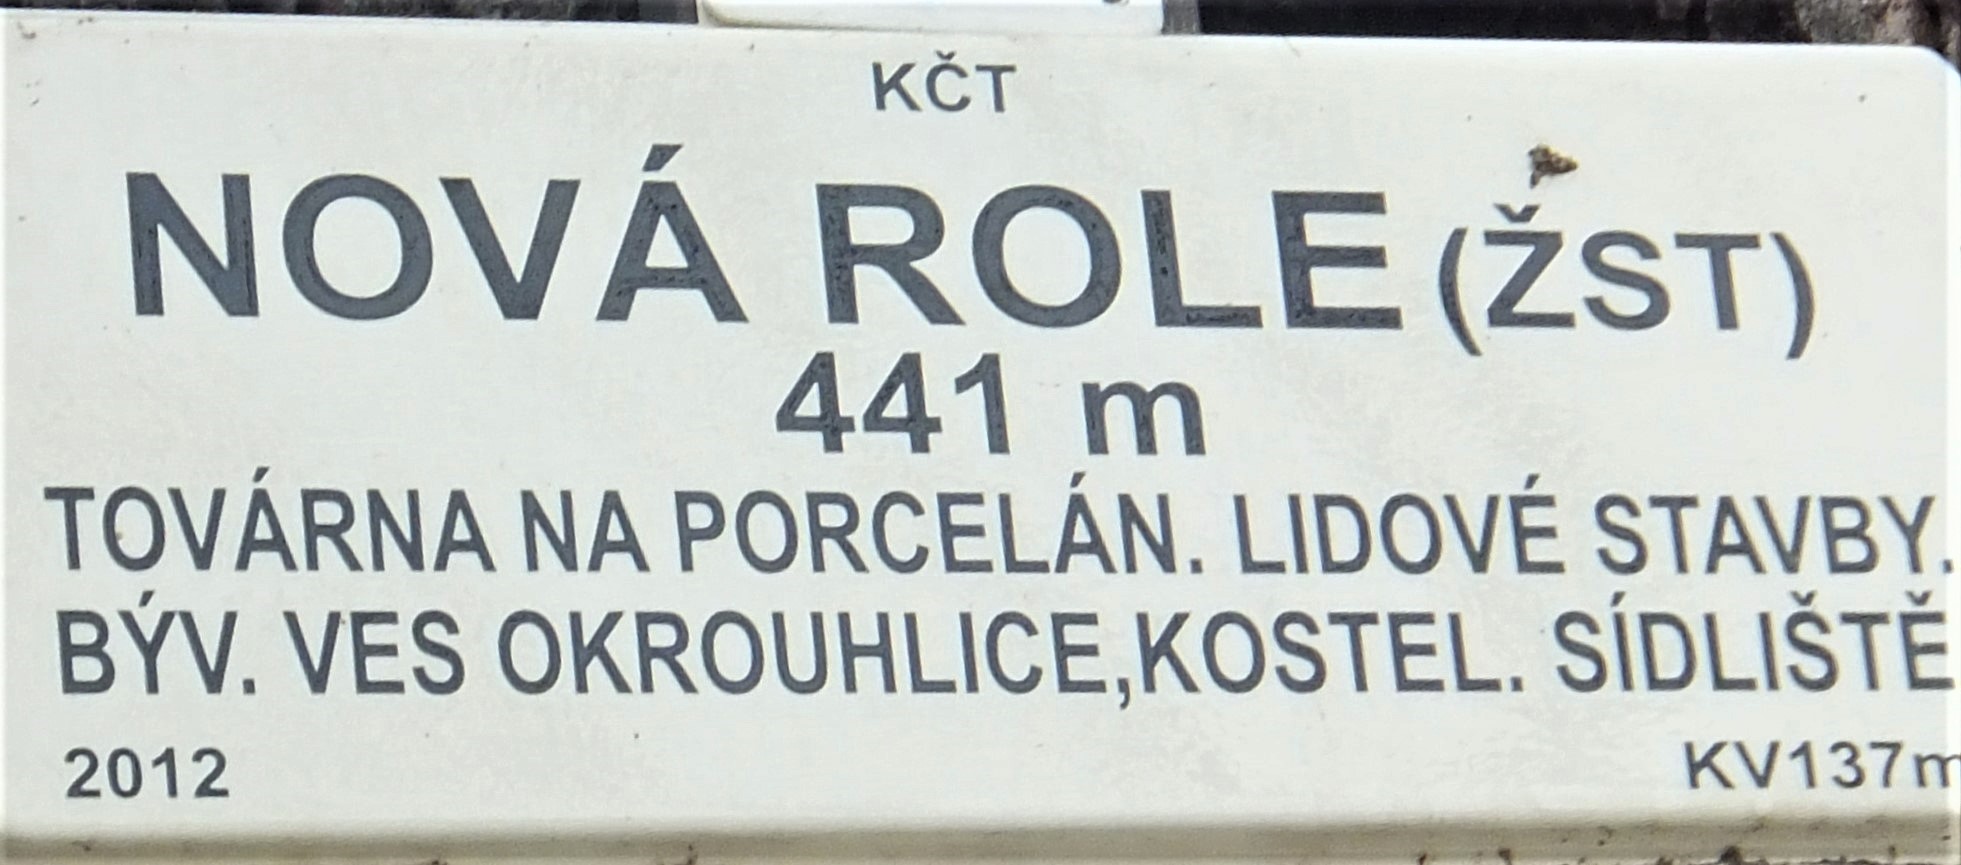 KČT
NOVÁ ROLE (ŽST)
441 m
TOVÁRNA NA PORCELÁN. LIDOVÉ STAVBY.
BÝV. VES OKROUHLICE,KOSTEL. SÍDLIŠTĚ
2012 KV137m